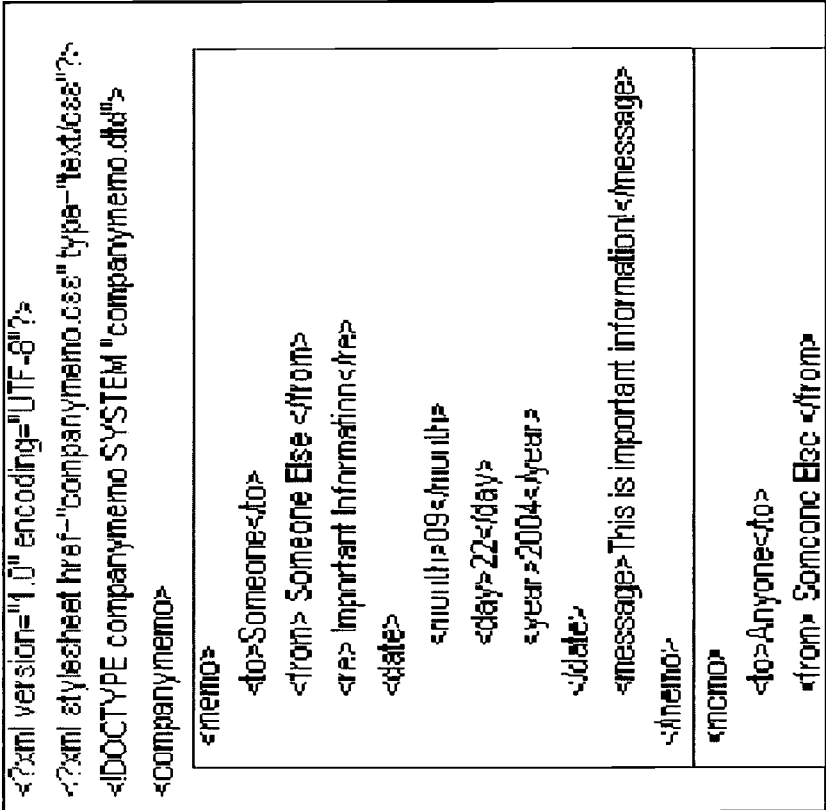 <?xml version="1.0" encoding="UTF-8"?>
<?xml stylesheet href="companymemo.css" type="text/css"?>
<!DOCTYPE companymemo SYSTEM "companymemo.dtd">
<companymemo>
<memo>
<to>Someone</to>
<from> Someone Else </from>
<re> Important Information</re>
<date>
<month>09</month>
<day>22</day>
<year>2004</year>
</date>
<message>This is important information!</message>
</memo>
<memo>
<to>Anyone</to>
<from> Someone Else </from>